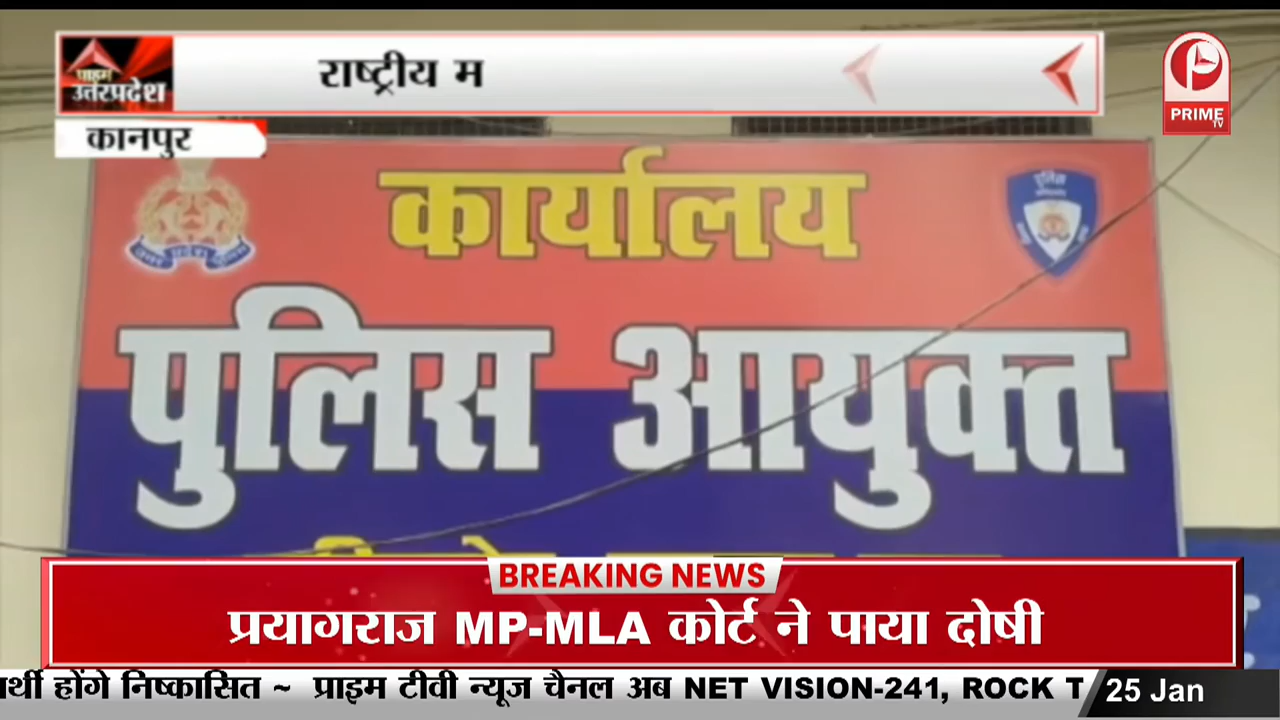 प्राइम
उत्तरप्रदेश
राष्ट्रीय म
PRIME
TV
कानपुर
कार्यालय
पुलिस
पुलिस आयुक्त
BREAKING NEWS
प्रयागराज MP-MLA कोर्ट ने पाया दोषी
र्थी होंगे निष्कासित ~ प्राइम टीवी न्यूज चैनल अब NET VISION-241, ROCK T
25 Jan